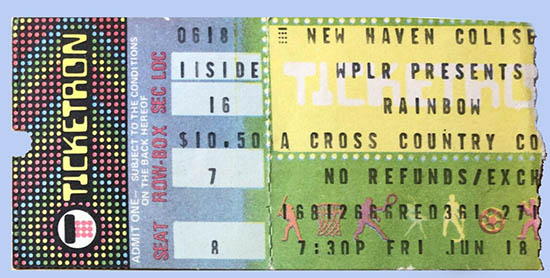 TICKETRON
ADMIT ONE— SUBJECT TO THE CONDITIONS
ON THE BACK HEREOF
SEAT ROW-BOX SEC LOC
0618
11SIDE
16
$10.50
7
8
NEW HAVEN COLISE
WPLR PRESENTS
TICKETRO
RAINBOW
A CROSS COUNTRY CO
NO REFUNDS/EXCH
7:30P FRI JUN 18